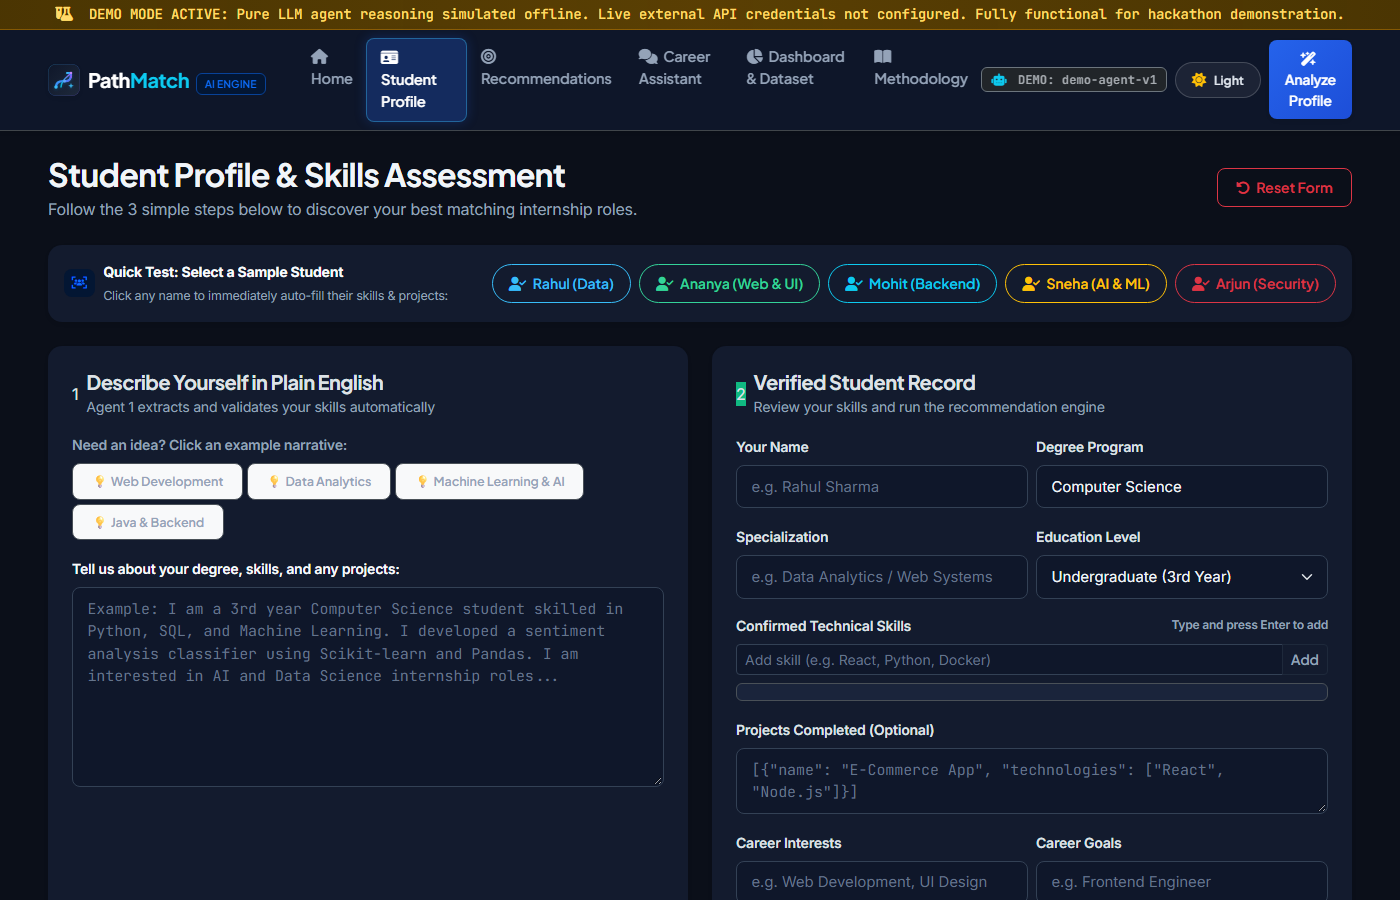 DEMO MODE ACTIVE: Pure LLM agent reasoning simulated offline. Live external API credentials not configured. Fully functional for hackathon demonstration.
PathMatch AI ENGINE
Home
Student
Profile
Recommendations
Career
Assistant
Dashboard
& Dataset
Methodology
DEMO: demo-agent-v1
Light
Analyze
Profile
Student Profile & Skills Assessment
Follow the 3 simple steps below to discover your best matching internship roles.
Reset Form
Quick Test: Select a Sample Student
Click any name to immediately auto-fill their skills & projects:
Rahul (Data)
Ananya (Web & UI)
Mohit (Backend)
Sneha (AI & ML)
Arjun (Security)
1
Describe Yourself in Plain English
Agent 1 extracts and validates your skills automatically
Need an idea? Click an example narrative:
Web Development
Data Analytics
Machine Learning & AI
Java & Backend
Tell us about your degree, skills, and any projects:
Example: I am a 3rd year Computer Science student skilled in
Python, SQL, and Machine Learning. I developed a sentiment
analysis classifier using Scikit-learn and Pandas. I am
interested in AI and Data Science internship roles...
2
Verified Student Record
Review your skills and run the recommendation engine
Your Name
Degree Program
e.g. Rahul Sharma
Computer Science
Specialization
Education Level
e.g. Data Analytics / Web Systems
Undergraduate (3rd Year)
Confirmed Technical Skills
Type and press Enter to add
Add skill (e.g. React, Python, Docker)
Add
Projects Completed (Optional)
[{"name": "E-Commerce App", "technologies": ["React",
"Node.js"]}]
Career Interests
Career Goals
e.g. Web Development, UI Design
e.g. Frontend Engineer